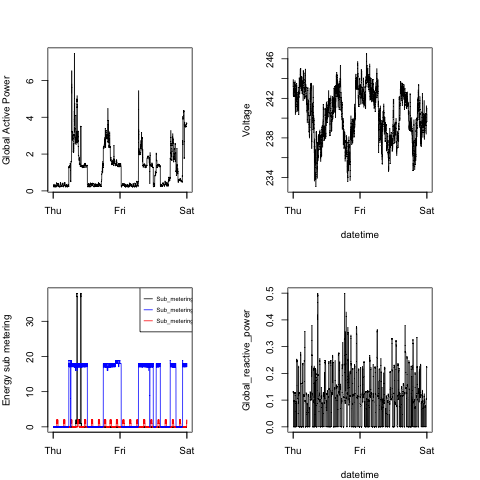 Global Active Power
0 2 4 6
Thu Fri Sat
Voltage
234 238 242 246
Thu Fri Sat
datetime
Energy sub metering
0 10 20 30
Sub_metering
Sub_metering
Sub_metering
Thu Fri Sat
Global_reactive_power
0.0 0.1 0.2 0.3 0.4 0.5
Thu Fri Sat
datetime